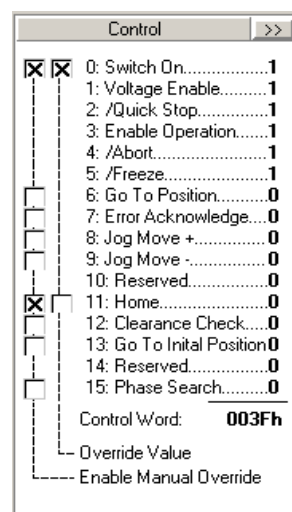 Control >>
0: Switch On.................1
1: Voltage Enable..........1
2: /Quick Stop...............1
3: Enable Operation.......1
4: /Abort........................1
5: /Freeze.....................1
6: Go To Position..........0
7: Error Acknowledge....0
8: Jog Move +...............0
9: Jog Move -................0
10: Reserved.................0
11: Home.......................0
12: Clearance Check.....0
13: Go To Inital Position0
14: Reserved.................0
15: Phase Search..........0
Control Word: 003Fh
Override Value
Enable Manual Override